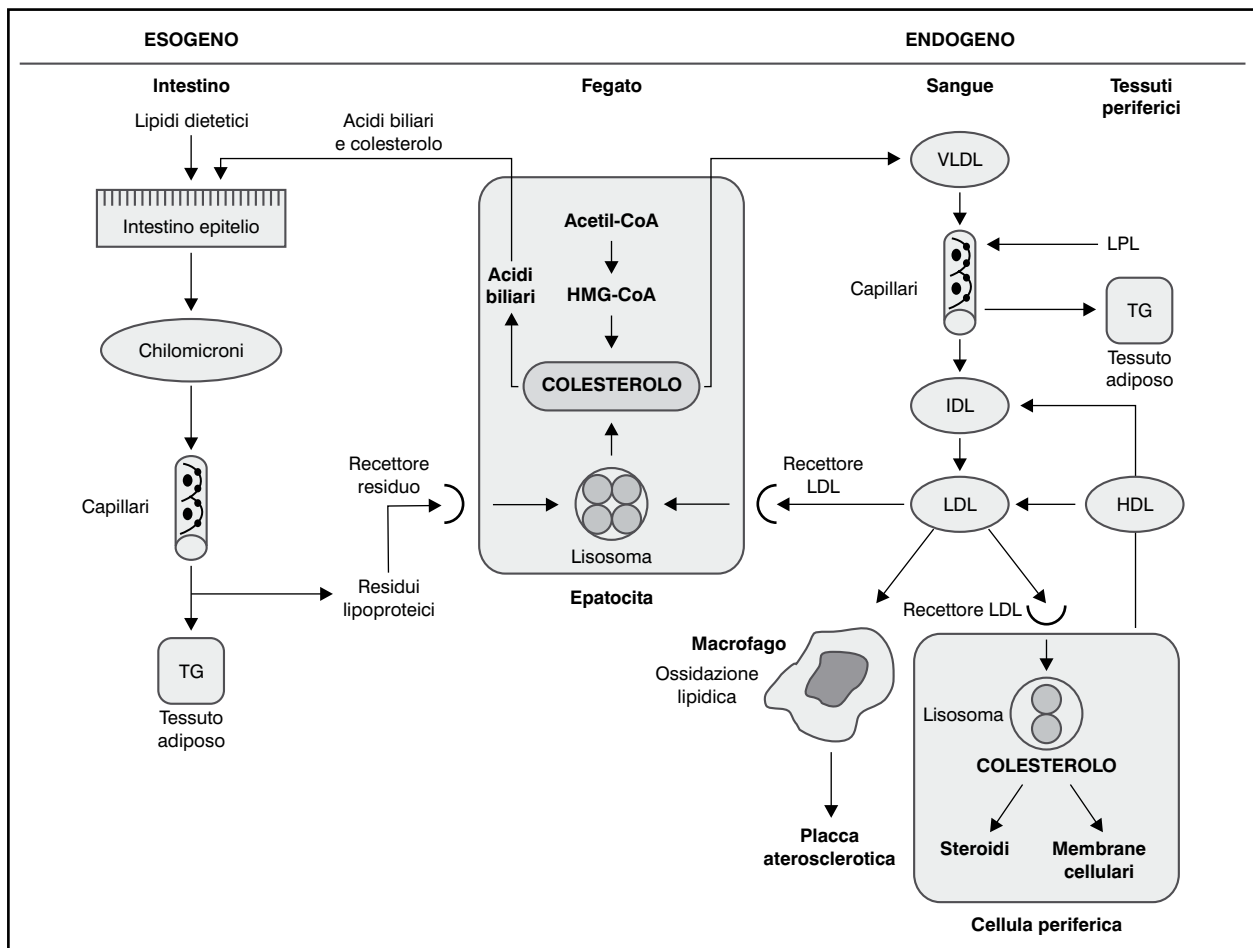 ESOGENO
ENDOGENO
Intestino
Fegato
Sangue
Tessuti
periferici
Lipidi dietetici
Acidi biliari
e colesterolo
VLDL
Intestino epitelio
Acetil-CoA
LPL
Acidi
biliari
HMG-CoA
Capillari
TG
Tessuto
adiposo
Chilomicroni
COLESTEROLO
IDL
Recettore
residuo
Recettore
LDL
Capillari
LDL
HDL
Lisosoma
Residui
lipoproteici
Epatocita
Recettore LDL
TG
Tessuto
adiposo
Macrofago
Ossidazione
lipidica
Lisosoma
COLESTEROLO
Placca
aterosclerotica
Steroidi
Membrane
cellulari
Cellula periferica